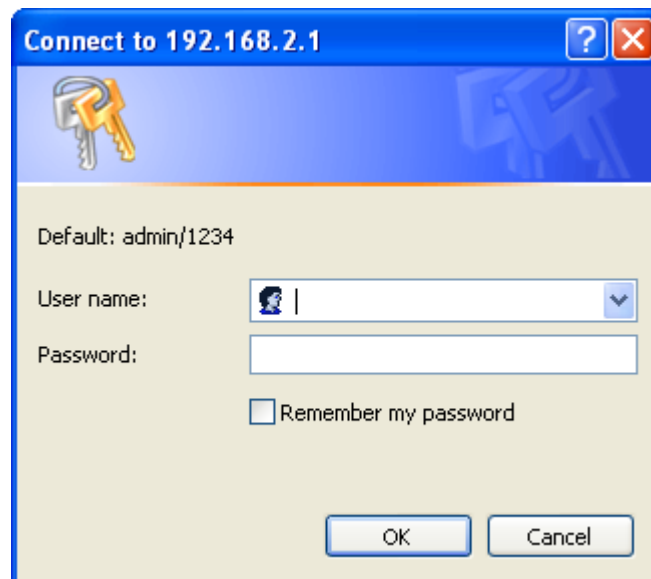 Connect to 192.168.2.1
?
Default: admin/1234
User name:
Password:
Remember my password
OK
Cancel